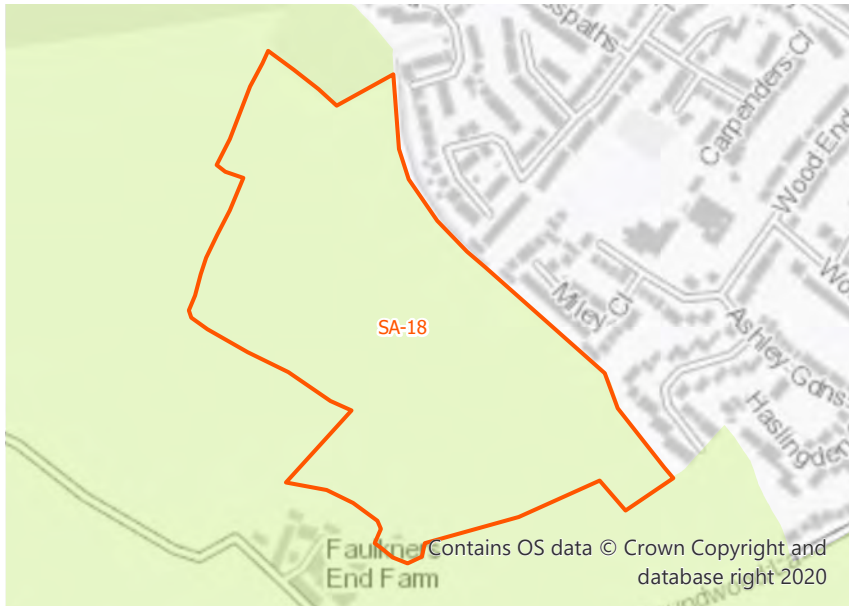 Carpenders Cl
Wood End
SA-18
Miley Cl
Ashley Gdns
Haslingden
Faulkners
End Farm
Contains OS data © Crown Copyright and
database right 2020